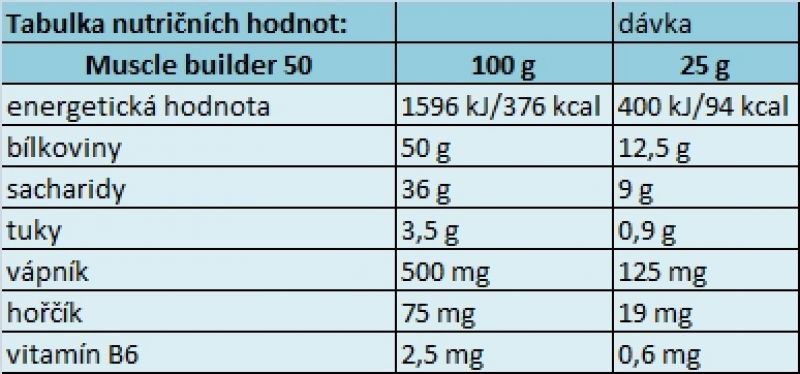 Tabulka nutričních hodnot: dávka
Muscle builder 50 100 g 25 g
energetická hodnota 1596 kJ/376 kcal 400 kJ/94 kcal
bílkoviny 50 g 12,5 g
sacharidy 36 g 9 g
tuky 3,5 g 0,9 g
vápník 500 mg 125 mg
hořčík 75 mg 19 mg
vitamín B6 2,5 mg 0,6 mg